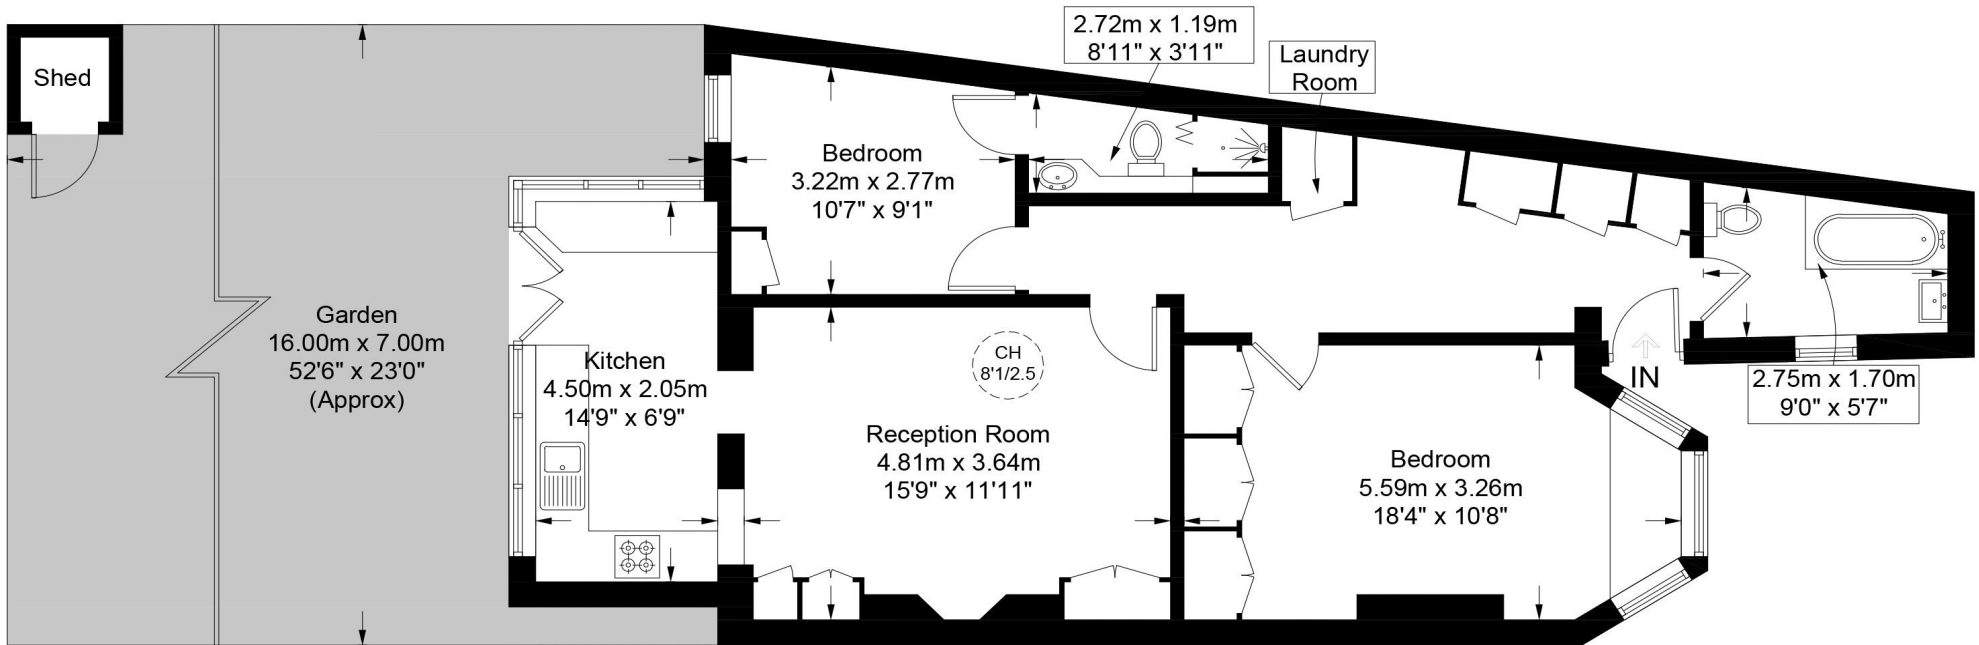 Shed
2.72m x 1.19m
8'11" x 3'11"
Laundry
Room
Bedroom
3.22m x 2.77m
10'7" x 9'1"
Garden
16.00m x 7.00m
52'6" x 23'0"
(Approx)
Kitchen
4.50m x 2.05m
14'9" x 6'9"
CH
8'1/2.5
Reception Room
4.81m x 3.64m
15'9" x 11'11"
Bedroom
5.59m x 3.26m
18'4" x 10'8"
IN
2.75m x 1.70m
9'0" x 5'7"